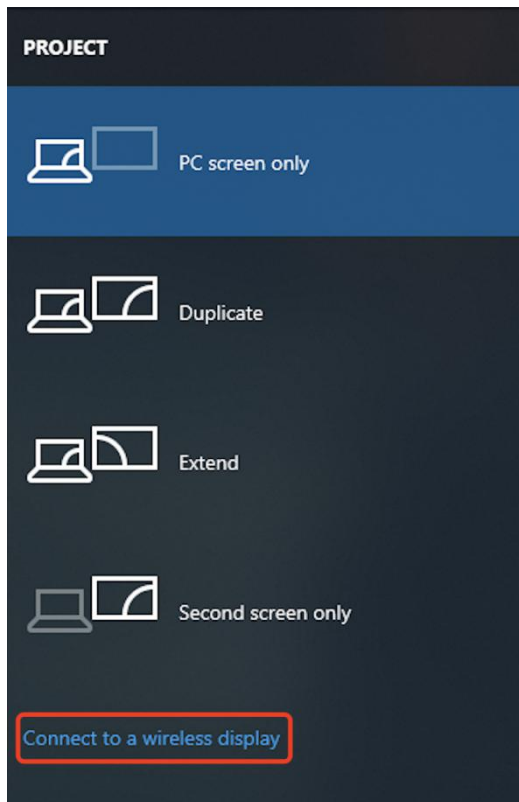 PROJECT
PC screen only
Duplicate
Extend
Second screen only
Connect to a wireless display